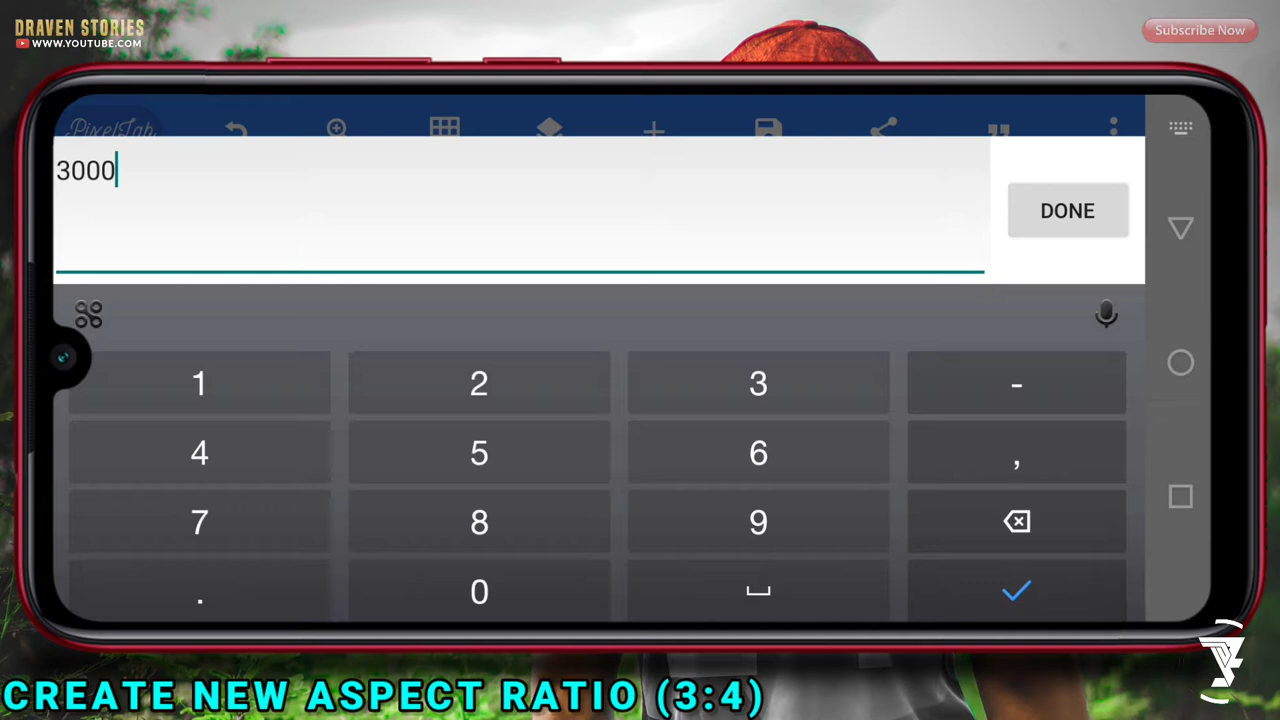 DRAVEN STORIES
WWW.YOUTUBE.COM
Subscribe Now
PixelLab
3000
DONE
1 2 3 -
4 5 6 ,
7 8 9
. 0
CREATE NEW ASPECT RATIO (3:4)